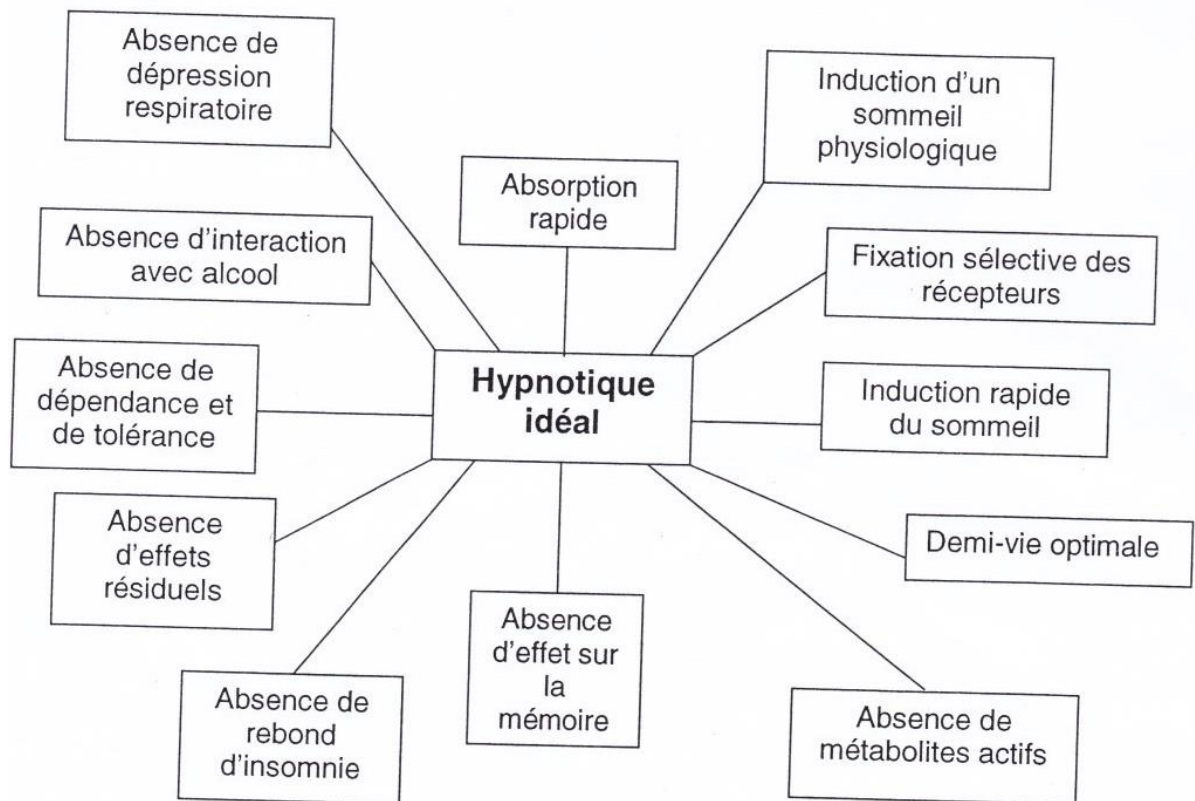 Absence de
dépression
respiratoire
Induction d'un
sommeil
physiologique
Absorption
rapide
Absence d'interaction
avec alcool
Fixation sélective des
récepteurs
Hypnotique
idéal
Absence de
dépendance et
de tolérance
Induction rapide
du sommeil
Absence
d'effets
résiduels
Demi-vie optimale
Absence
d'effet sur
la
mémoire
Absence de
rebond
d'insomnie
Absence de
métabolites actifs